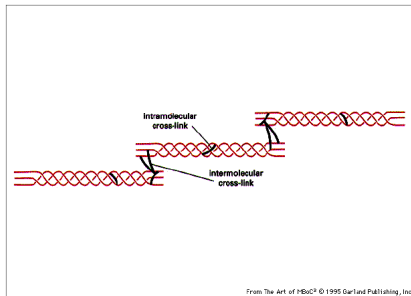 Intramolecular
cross-link
intermolecular
cross-link
From The Art of MBoC³ © 1995 Garland Publishing, Inc.